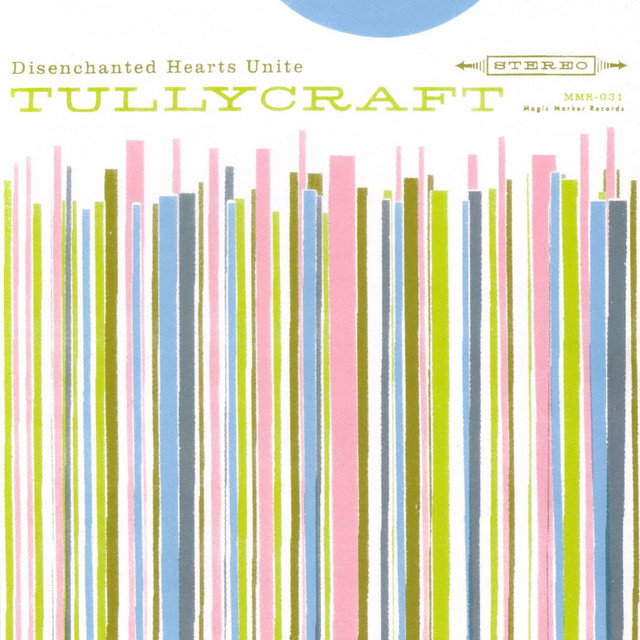 Disenchanted Hearts Unite
TULLYCRAFT
STEREO
MMR-031
Magic Marker Records